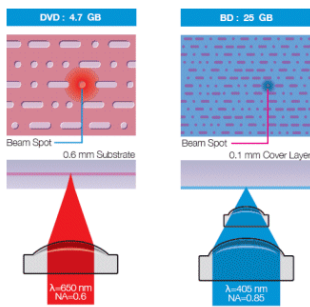 DVD : 4.7 GB
BD : 25 GB
Beam Spot
0.6 mm Substrate
Beam Spot
0.1 mm Cover Layer
λ=650 nm
NA=0.6
λ=405 nm
NA=0.85